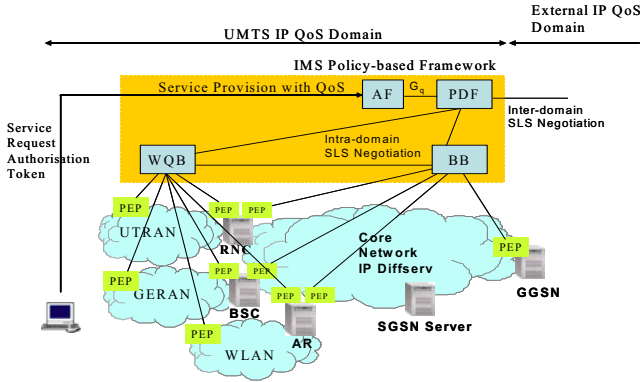 External IP QoS
Domain
UMTS IP QoS Domain
IMS Policy-based Framework
Service Provision with QoS
AF
Gq
PDF
Inter-domain
SLS Negotiation
Service
Request
Authorisation
Token
Intra-domain
SLS Negotiation
WQB
BB
PEP
PEP
PEP
UTRAN
RNC
PEP
Core
Network
IP Diffserv
PEP
PEP
PEP
GERAN
BSC
GGSN
PEP
PEP
SGSN Server
PEP
AR
WLAN